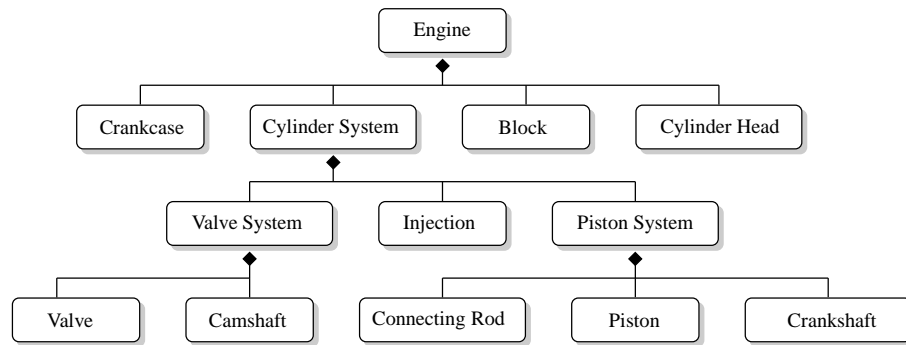 Engine
Crankcase
Cylinder System
Block
Cylinder Head
Valve System
Injection
Piston System
Valve
Camshaft
Connecting Rod
Piston
Crankshaft